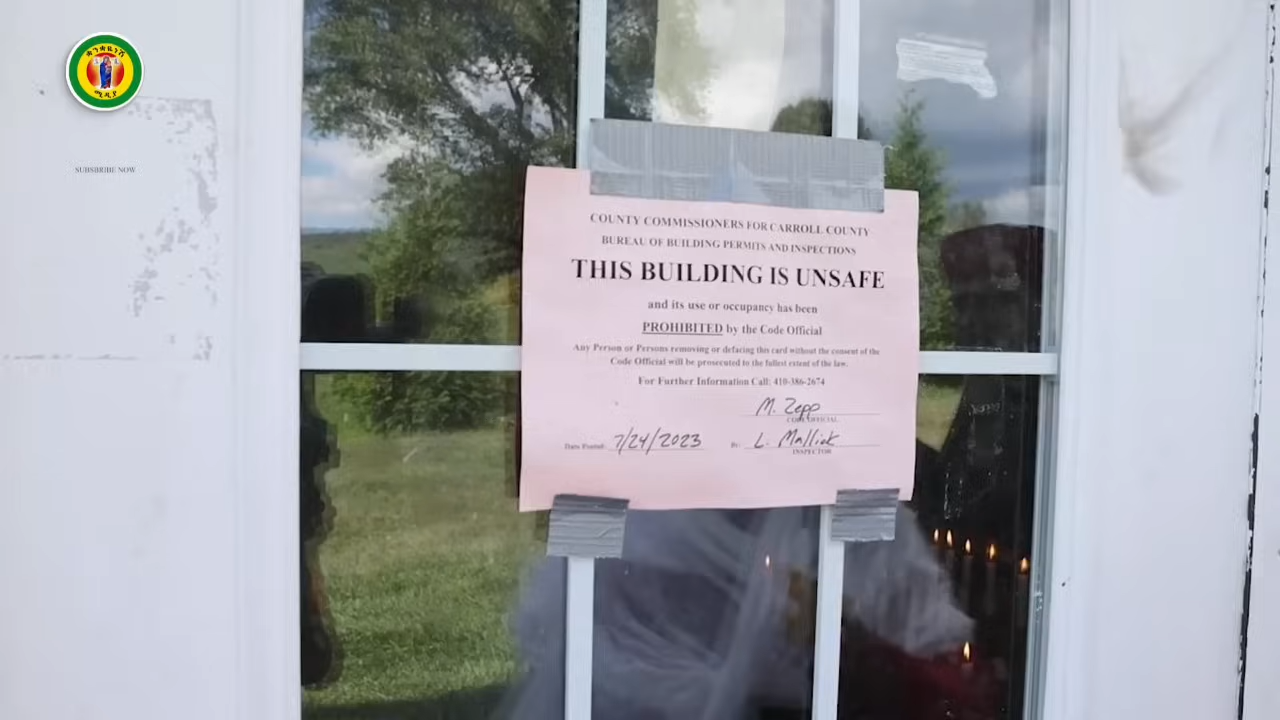 SUBSBRIBE NOW
COUNTY COMMISSIONERS FOR CARROLL COUNTY
BUREAU OF BUILDING PERMITS AND INSPECTIONS
THIS BUILDING IS UNSAFE
and its use or occupancy has been
PROHIBITED by the Code Official
Any Person or Persons removing or defacing this card without the consent of the
Code Official will be prosecuted to the fullest extent of the law.
For Further Information Call: 410-386-2674
M. Zepp
CODE OFFICIAL
Date Posted: 7/24/2023 By: L. Mallick
INSPECTOR